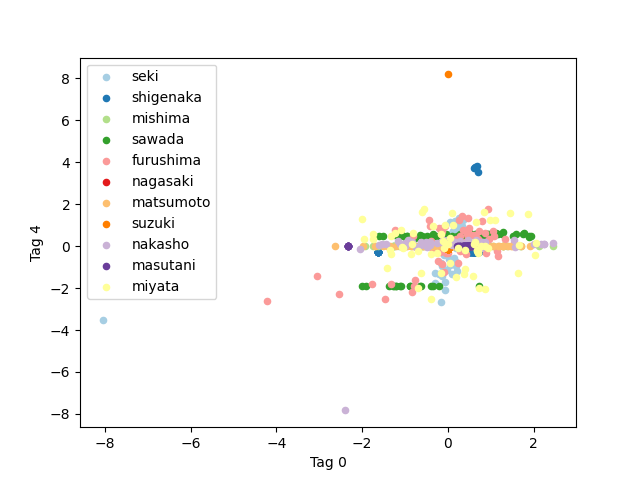 seki
shigenaka
mishima
sawada
furushima
nagasaki
matsumoto
suzuki
nakasho
masutani
miyata
8
6
4
2
0
−2
−4
−6
−8
Tag 4
−8 −6 −4 −2 0 2
Tag 0